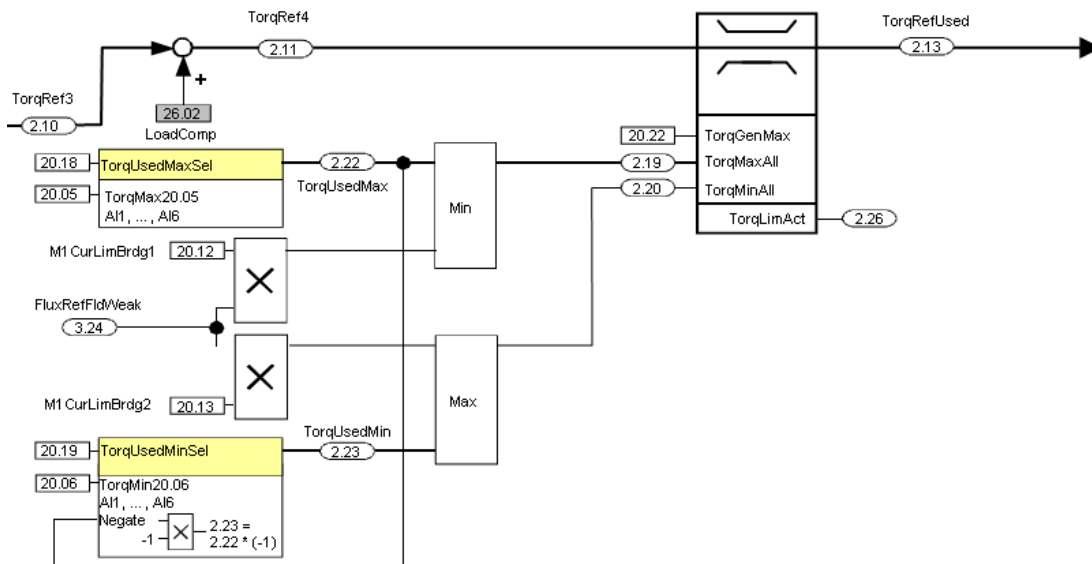 TorqRef4
2.11
TorqRefUsed
2.13
TorqRef3
2.10
+
26.02
LoadComp
20.18
TorqUsedMaxSel
2.22
TorqUsedMax
20.05
TorqMax20.05
AI1, ..., AI6
Min
20.22
TorqGenMax
2.19
TorqMaxAll
2.20
TorqMinAll
TorqLimAct
2.26
M1CurLimBrdg1
20.12
FluxRefFldWeak
3.24
M1CurLimBrdg2
20.13
Max
20.19
TorqUsedMinSel
TorqUsedMin
2.23
20.06
TorqMin20.06
AI1, ..., AI6
Negate
-1
2.23 =
2.22 * (-1)